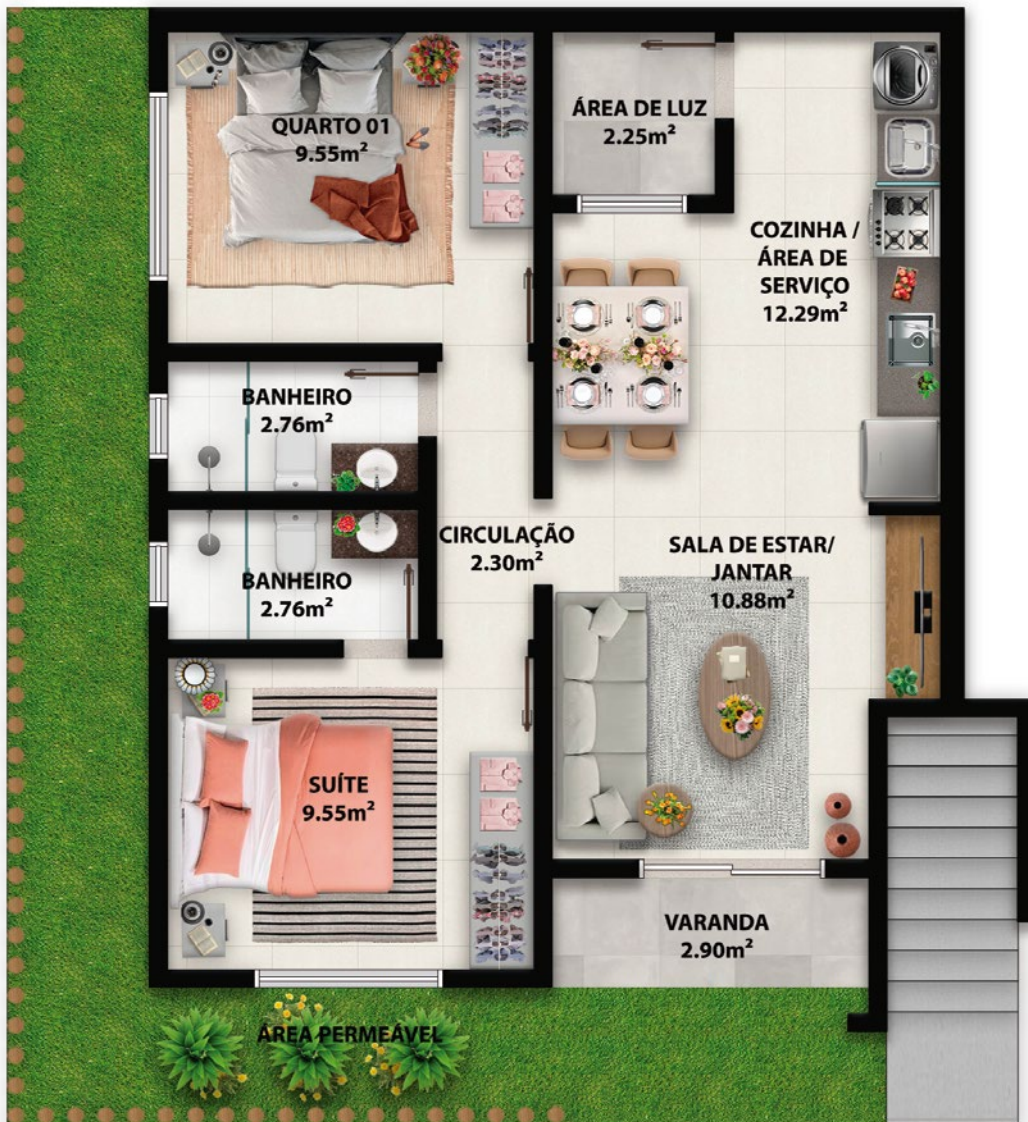 QUARTO 01
9.55m²
ÁREA DE LUZ
2.25m²
COZINHA /
ÁREA DE
SERVIÇO
12.29m²
BANHEIRO
2.76m²
CIRCULAÇÃO
2.30m²
SALA DE ESTAR/
JANTAR
10.88m²
BANHEIRO
2.76m²
SUÍTE
9.55m²
VARANDA
2.90m²
ÁREA PERMEÁVEL